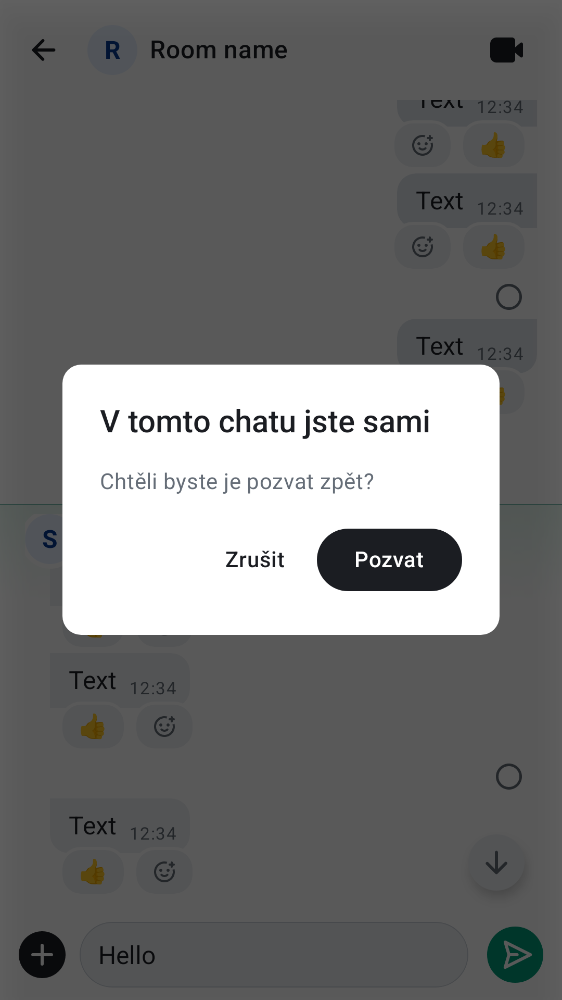 R Room name
Text 12:34
Text 12:34
Text 12:34
V tomto chatu jste sami
Chtěli byste je pozvat zpět?
S
Zrušit Pozvat
Text 12:34
Text 12:34
Hello